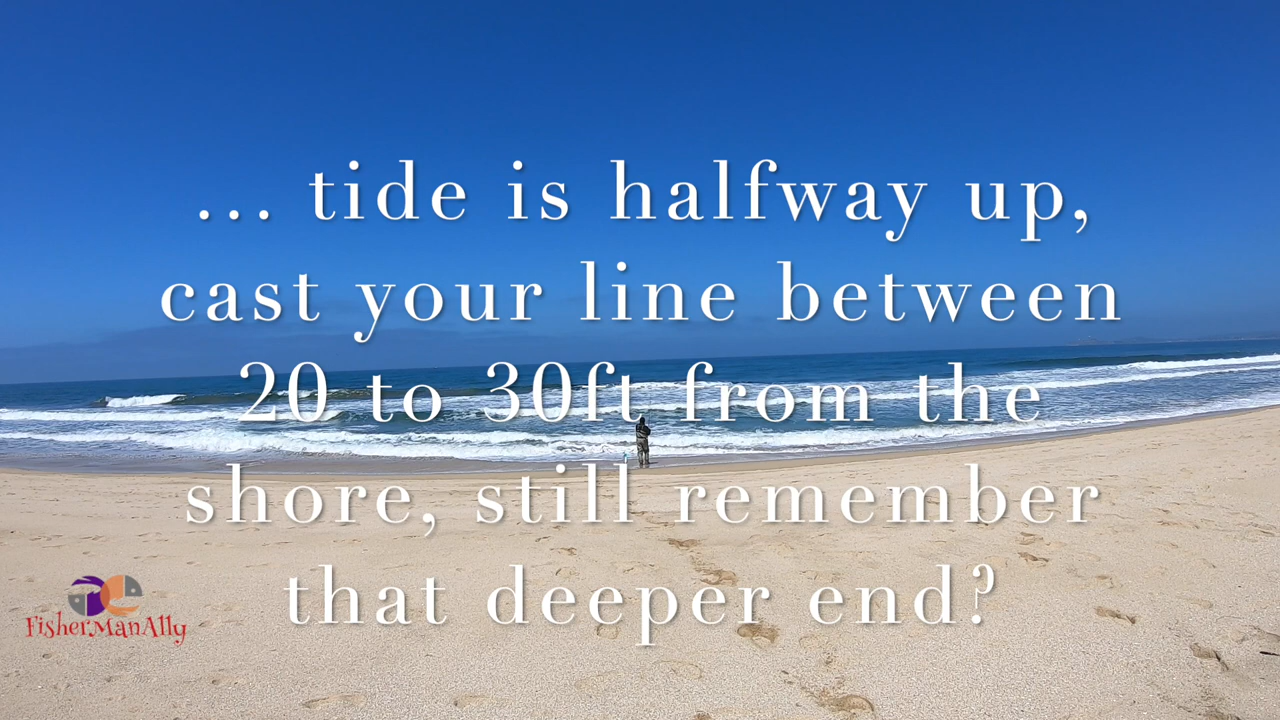 ... tide is halfway up,
cast your line between
20 to 30ft from the
shore, still remember
that deeper end?
FisherManAlly